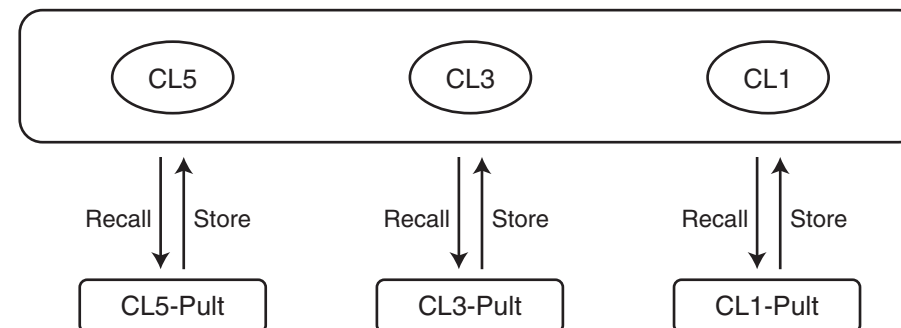 CL5 CL3 CL1
Recall Store Recall Store Recall Store
CL5-Pult CL3-Pult CL1-Pult